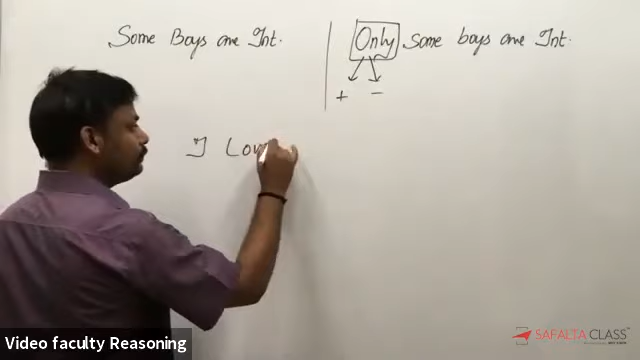 Some Boys are Int.
Only Some boys are Int.
+ -
I Lov
Video faculty Reasoning
SAFALTA CLASS